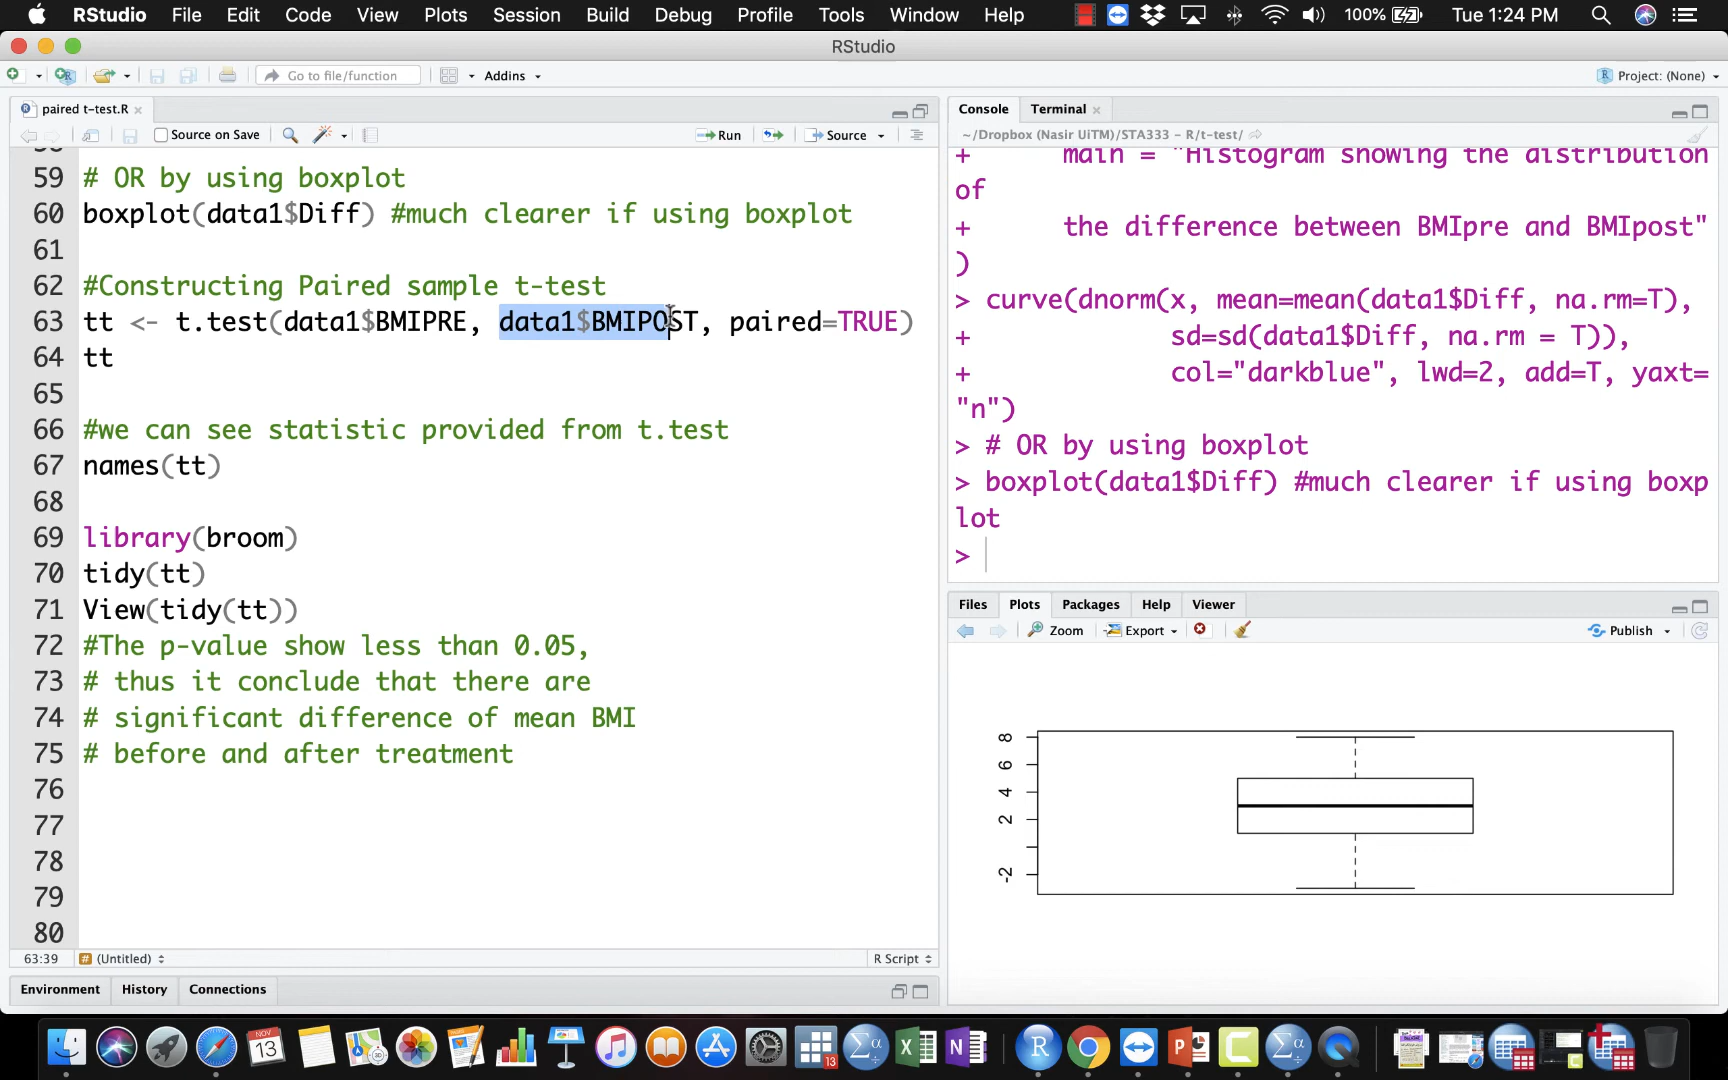 RStudio File Edit Code View Plots Session Build Debug Profile Tools Window Help 100% Tue 1:24 PM
RStudio
Go to file/function Addins Project: (None)
paired t-test.R
Source on Save Run Source
59 # OR by using boxplot
60 boxplot(data1$Diff) #much clearer if using boxplot
61
62 #Constructing Paired sample t-test
63 tt <- t.test(data1$BMIPRE, data1$BMIPOST, paired=TRUE)
64 tt
65
66 #we can see statistic provided from t.test
67 names(tt)
68
69 library(broom)
70 tidy(tt)
71 View(tidy(tt))
72 #The p-value show less than 0.05,
73 # thus it conclude that there are
74 # significant difference of mean BMI
75 # before and after treatment
76
77
78
79
80
63:39 (Untitled) R Script
Environment History Connections
Console Terminal
~/Dropbox (Nasir UiTM)/STA333 - R/t-test/
+ main = "Histogram showing the distribution
of
+ the difference between BMIpre and BMIpost"
)
> curve(dnorm(x, mean=mean(data1$Diff, na.rm=T),
+ sd=sd(data1$Diff, na.rm = T)),
+ col="darkblue", lwd=2, add=T, yaxt=
"n")
> # OR by using boxplot
> boxplot(data1$Diff) #much clearer if using boxp
lot
>
Files Plots Packages Help Viewer
Zoom Export Publish
8
6
4
2
-2
NOV
13
13